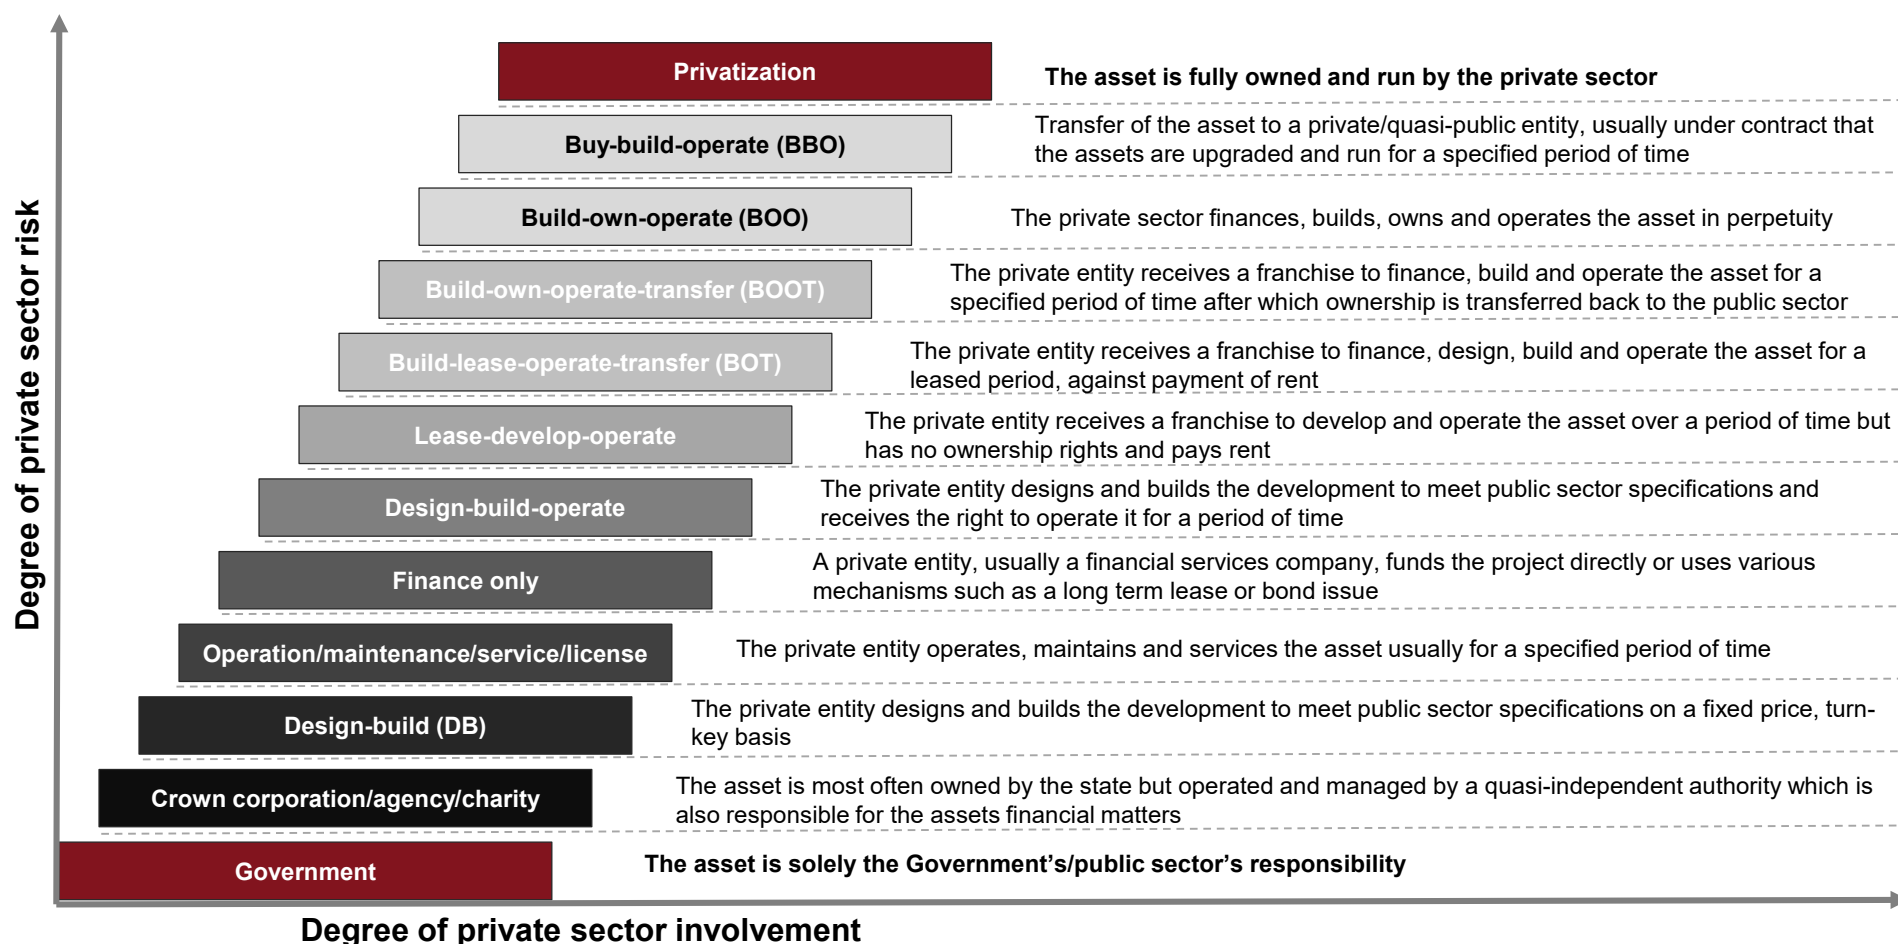 Degree of private sector risk
Privatization
The asset is fully owned and run by the private sector
Buy-build-operate (BBO)
Transfer of the asset to a private/quasi-public entity, usually under contract that
the assets are upgraded and run for a specified period of time
Build-own-operate (BOO)
The private sector finances, builds, owns and operates the asset in perpetuity
Build-own-operate-transfer (BOOT)
The private entity receives a franchise to finance, build and operate the asset for a
specified period of time after which ownership is transferred back to the public sector
Build-lease-operate-transfer (BOT)
The private entity receives a franchise to finance, design, build and operate the asset for a
leased period, against payment of rent
Lease-develop-operate
The private entity receives a franchise to develop and operate the asset over a period of time but
has no ownership rights and pays rent
Design-build-operate
The private entity designs and builds the development to meet public sector specifications and
receives the right to operate it for a period of time
Finance only
A private entity, usually a financial services company, funds the project directly or uses various
mechanisms such as a long term lease or bond issue
Operation/maintenance/service/license
The private entity operates, maintains and services the asset usually for a specified period of time
Design-build (DB)
The private entity designs and builds the development to meet public sector specifications on a fixed price, turn-
key basis
Crown corporation/agency/charity
The asset is most often owned by the state but operated and managed by a quasi-independent authority which is
also responsible for the assets financial matters
Government
The asset is solely the Government’s/public sector’s responsibility
Degree of private sector involvement